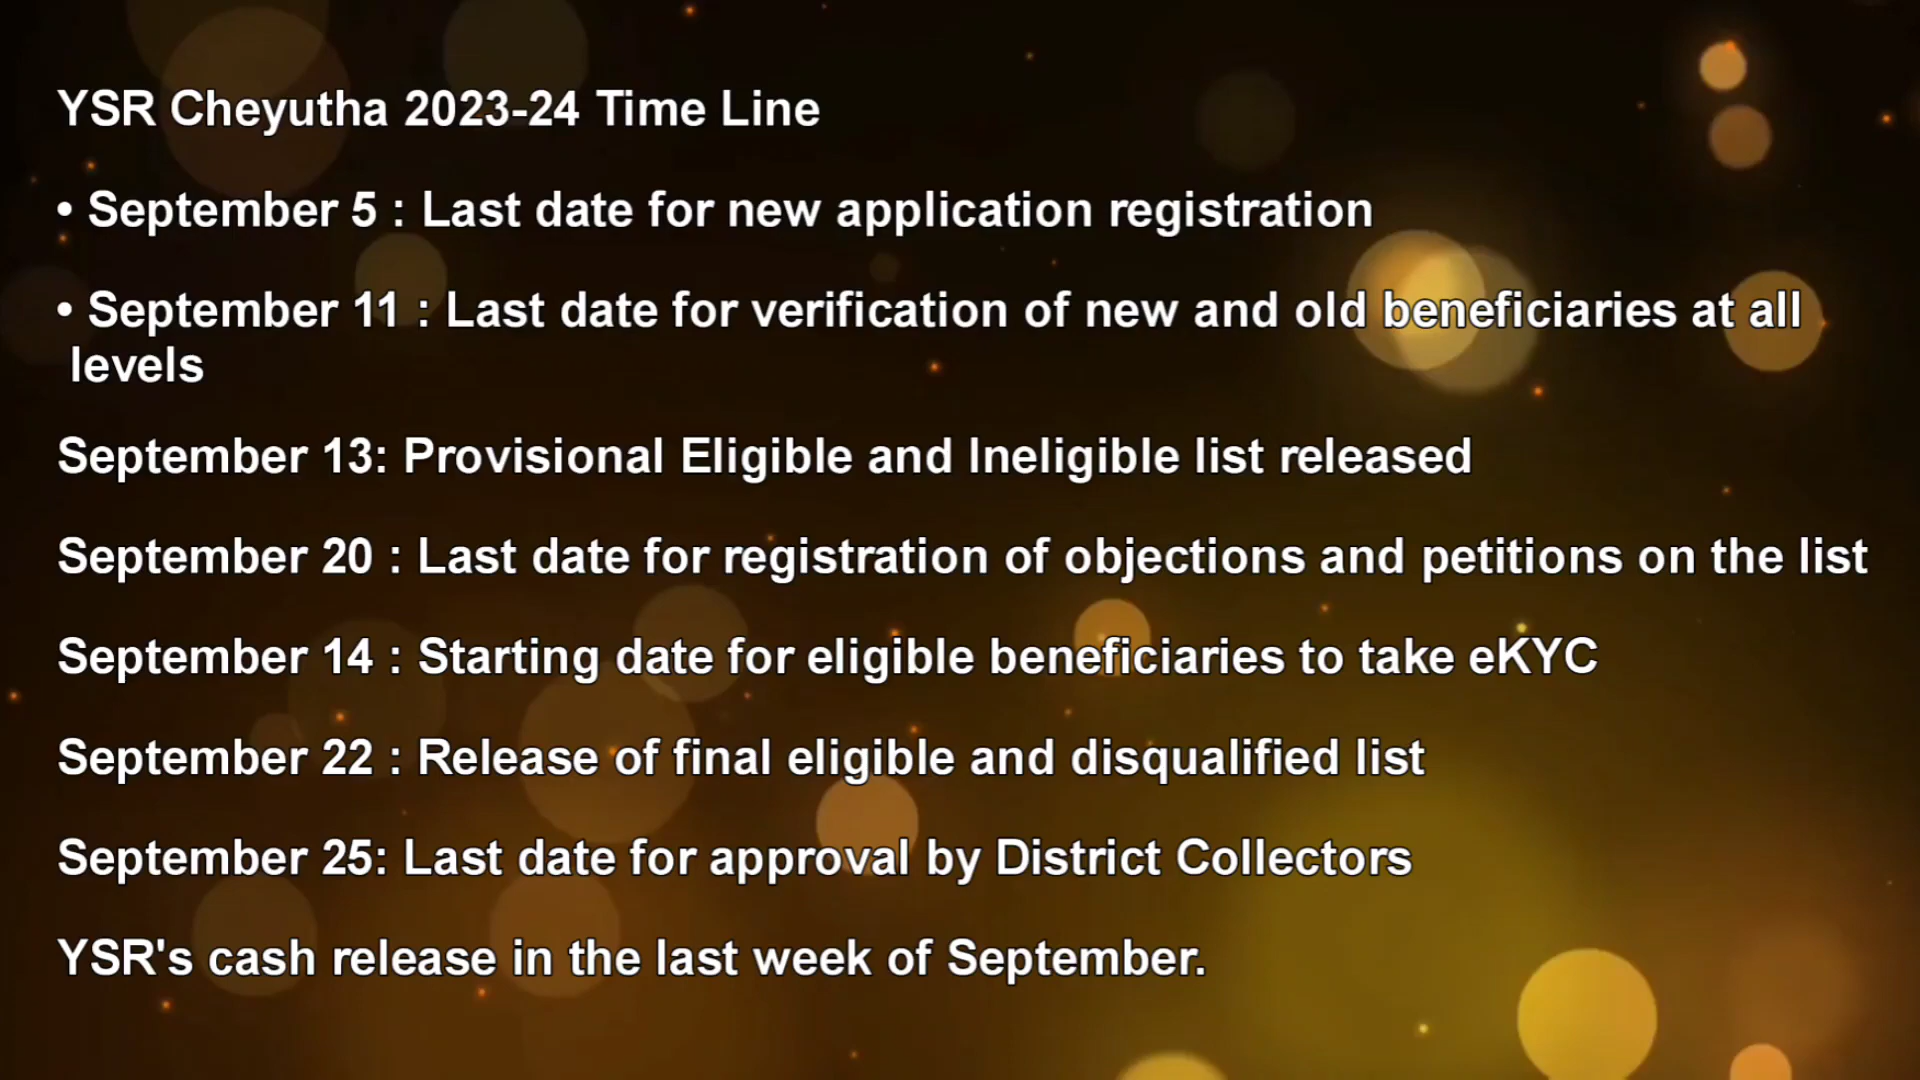 YSR Cheyutha 2023-24 Time Line
• September 5 : Last date for new application registration
• September 11 : Last date for verification of new and old beneficiaries at all
levels
September 13: Provisional Eligible and Ineligible list released
September 20 : Last date for registration of objections and petitions on the list
September 14 : Starting date for eligible beneficiaries to take eKYC
September 22 : Release of final eligible and disqualified list
September 25: Last date for approval by District Collectors
YSR's cash release in the last week of September.